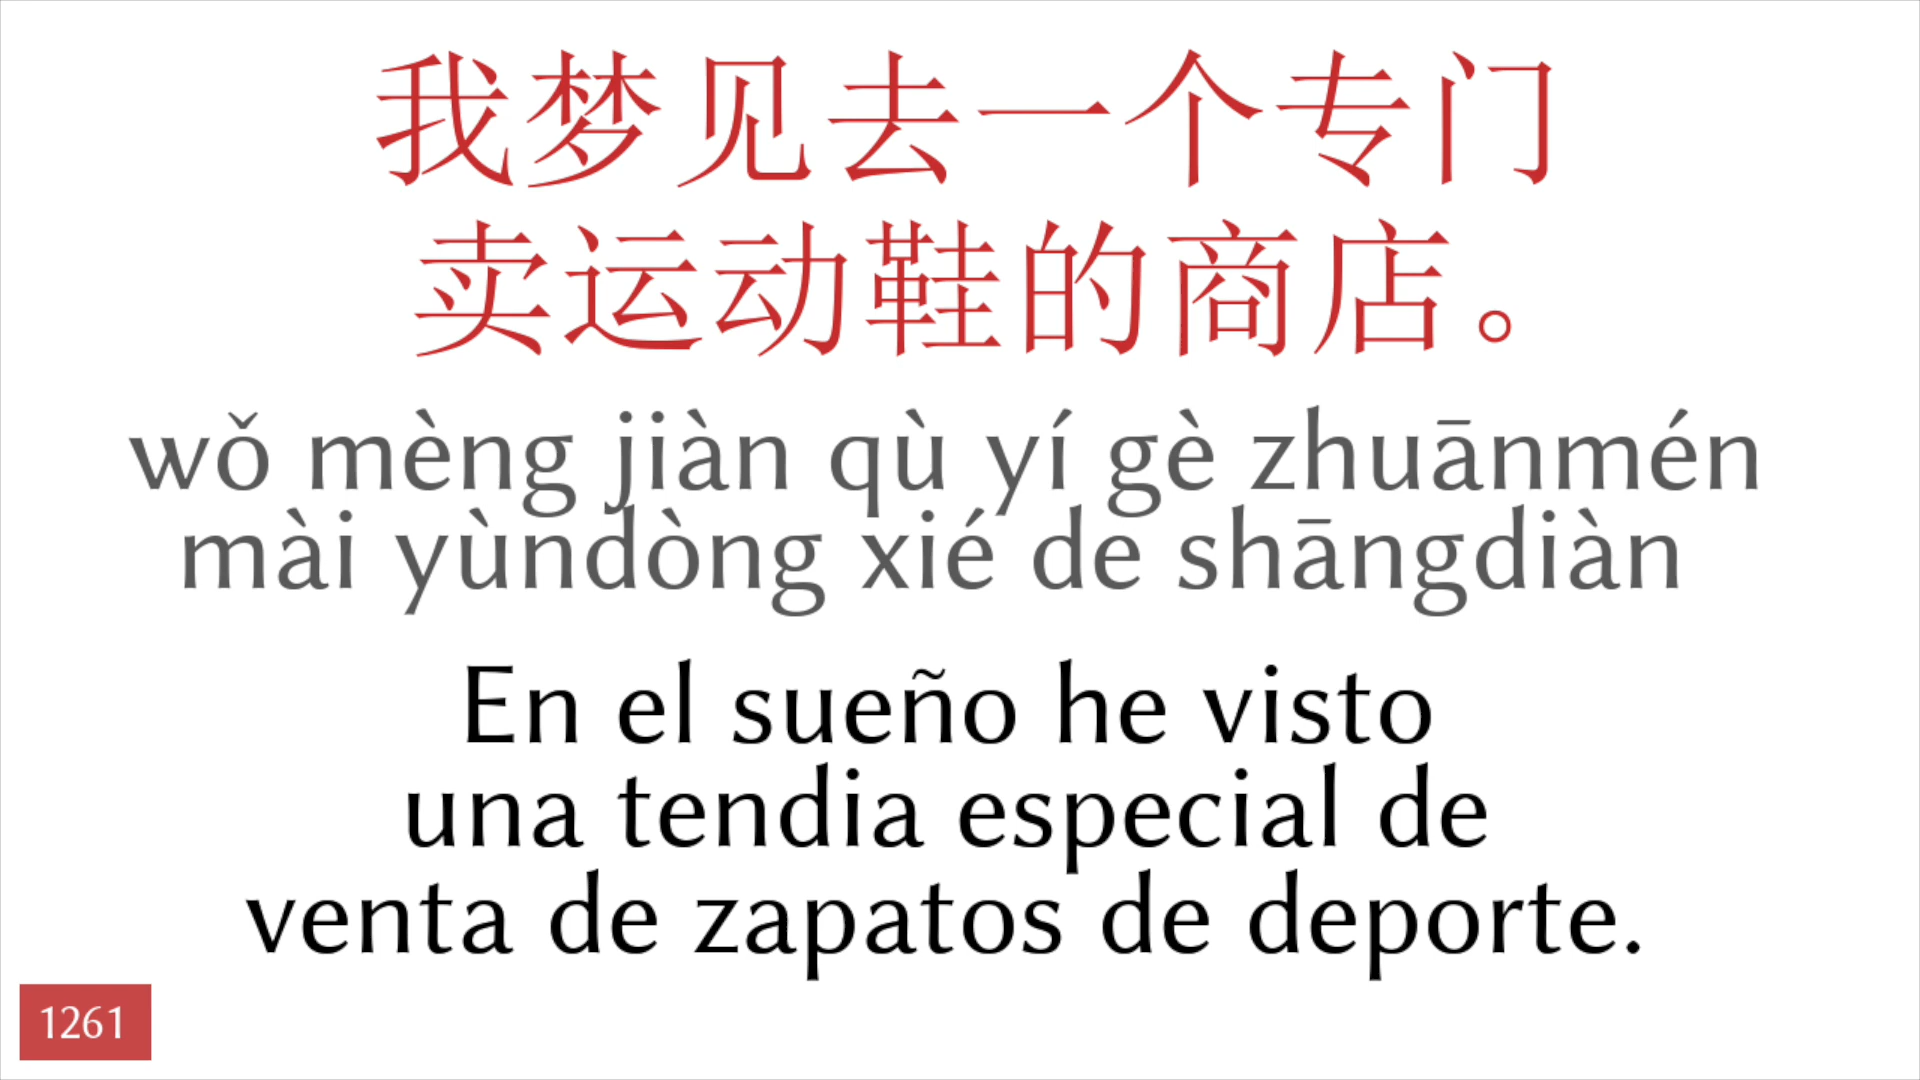 我梦见去一个专门
卖运动鞋的商店。
wǒ mèng jiàn qù yí gè zhuānmén
mài yùndòng xié de shāngdiàn
En el sueño he visto
una tendia especial de
venta de zapatos de deporte.
1261